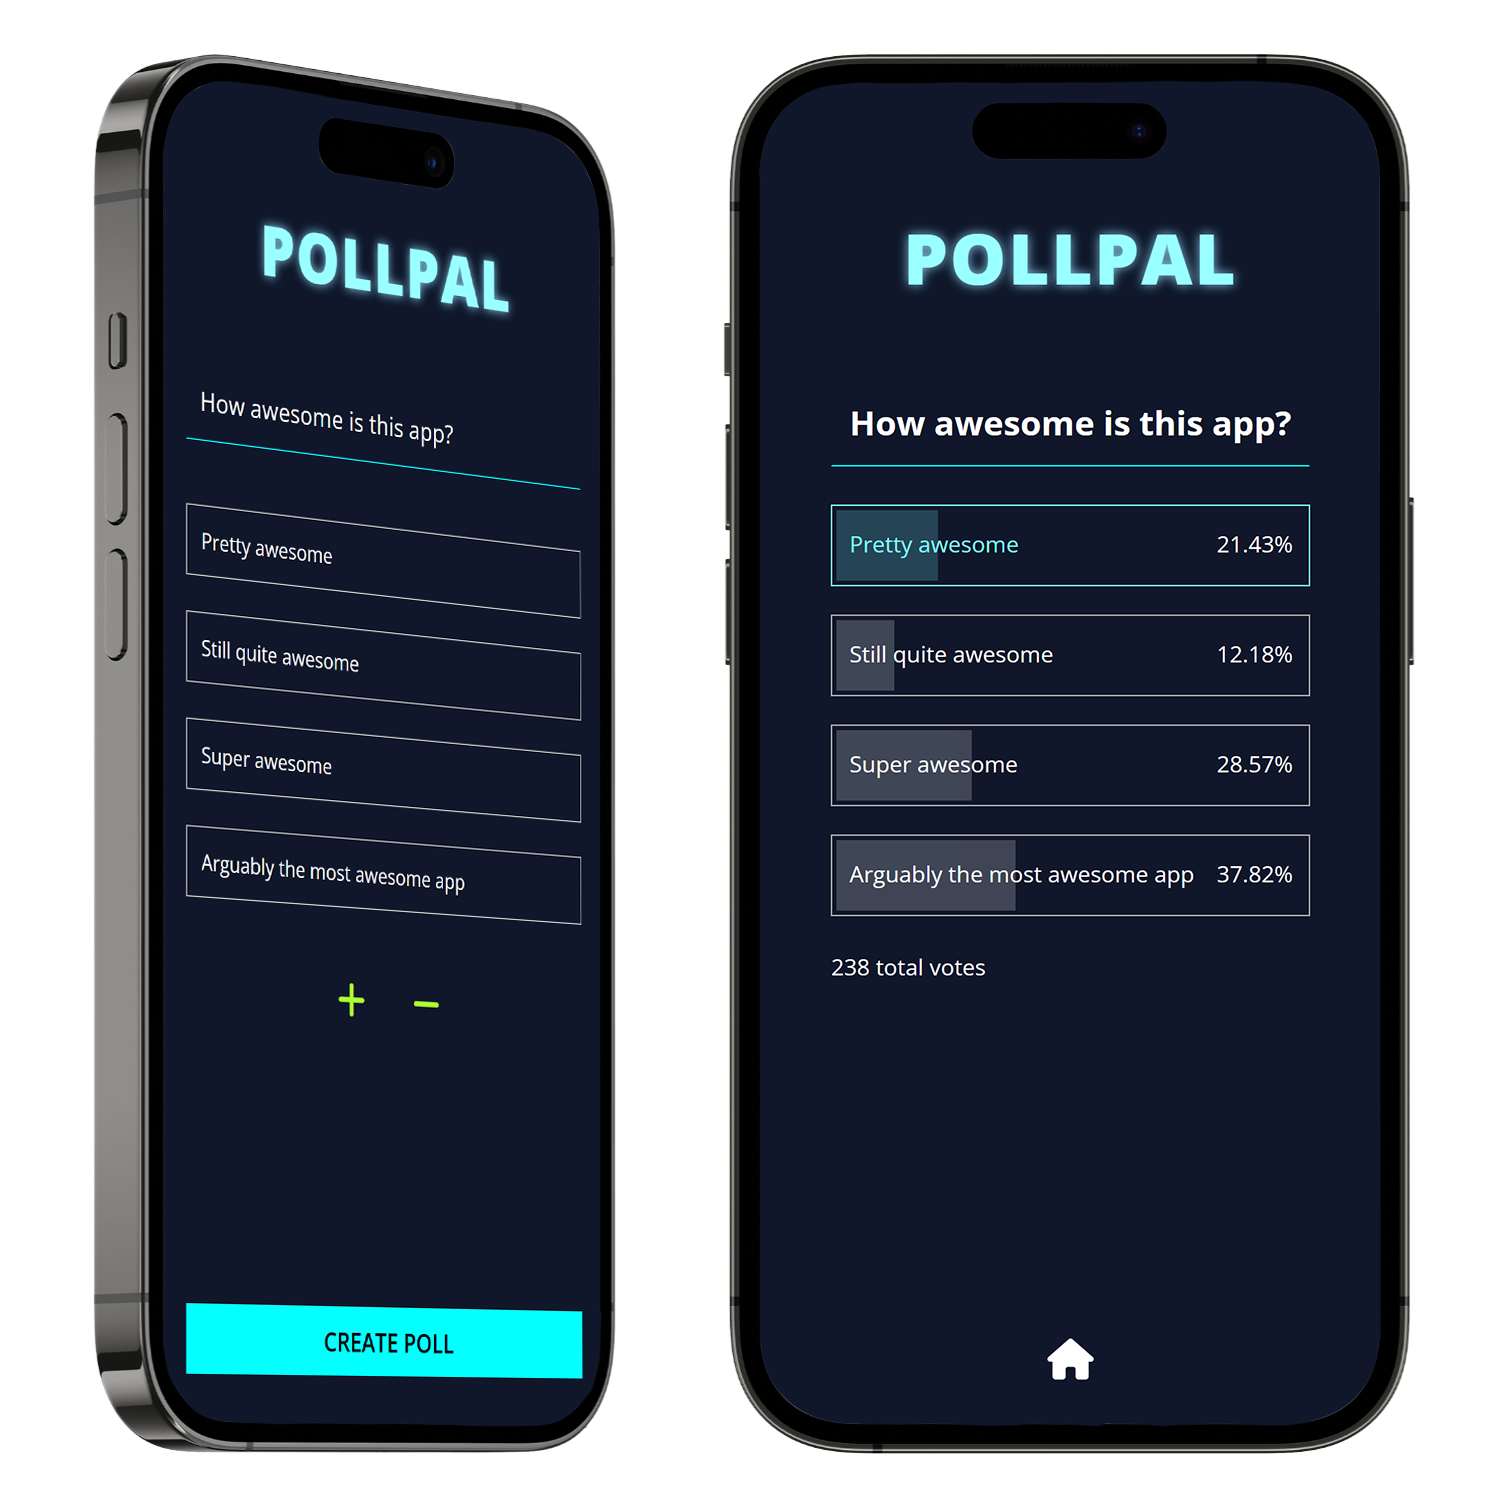 POLLPAL
How awesome is this app?
Pretty awesome
Still quite awesome
Super awesome
Arguably the most awesome app
+ −
CREATE POLL
POLLPAL
How awesome is this app?
Pretty awesome 21.43%
Still quite awesome 12.18%
Super awesome 28.57%
Arguably the most awesome app 37.82%
238 total votes